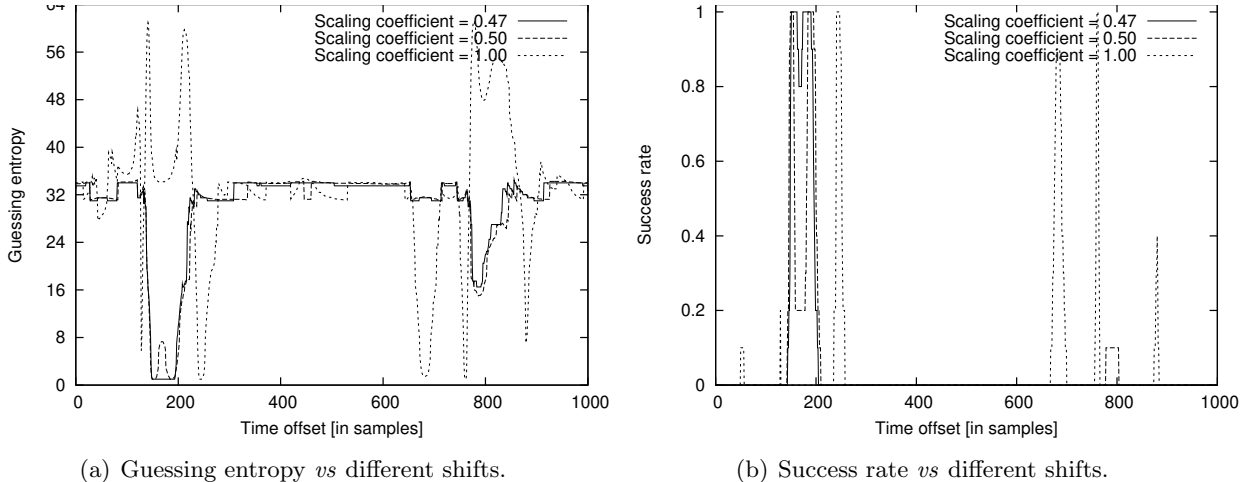 64
56
48
40
32
24
16
8
0
Guessing entropy
Scaling coefficient = 0.47
Scaling coefficient = 0.50
Scaling coefficient = 1.00
0 200 400 600 800 1000
Time offset [in samples]
(a) Guessing entropy vs different shifts.
1
0.8
0.6
0.4
0.2
0
Success rate
Scaling coefficient = 0.47
Scaling coefficient = 0.50
Scaling coefficient = 1.00
0 200 400 600 800 1000
Time offset [in samples]
(b) Success rate vs different shifts.